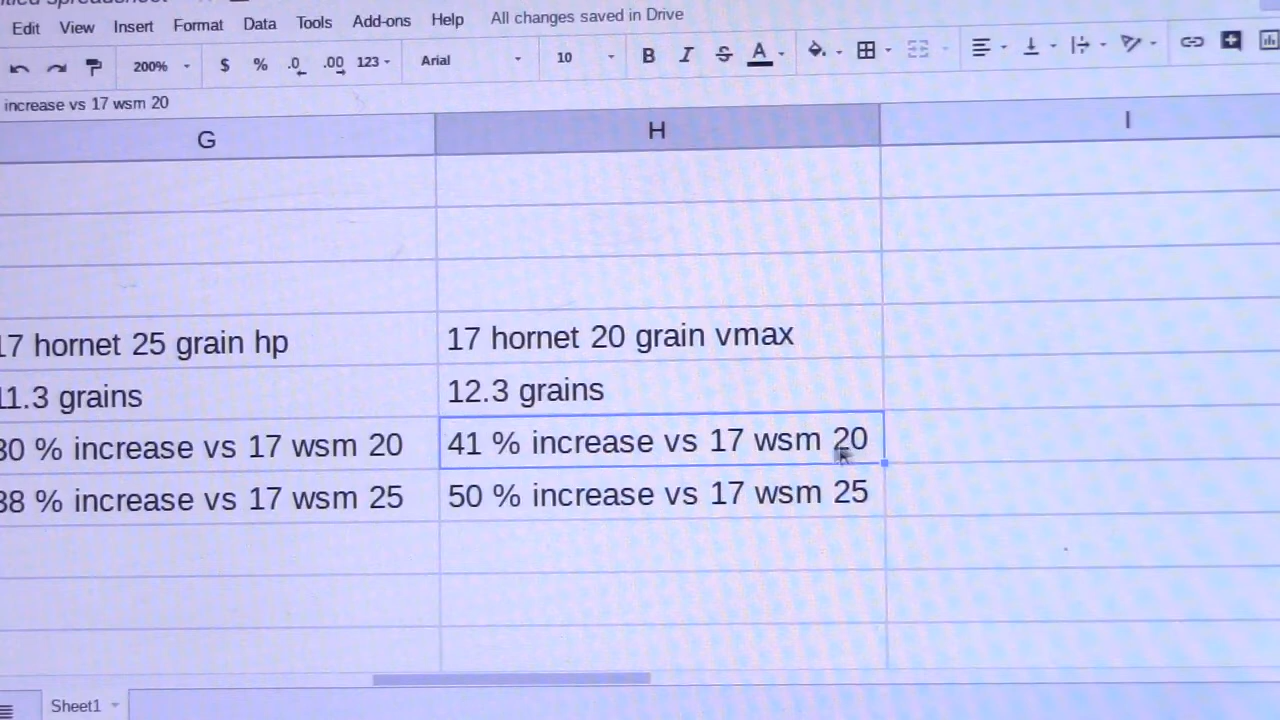 Edit View Insert Format Data Tools Add-ons Help All changes saved in Drive
200% $ % .0 .00 123 Arial 10 B I S A
increase vs 17 wsm 20
G H I
17 hornet 25 grain hp 17 hornet 20 grain vmax
11.3 grains 12.3 grains
30 % increase vs 17 wsm 20 41 % increase vs 17 wsm 20
38 % increase vs 17 wsm 25 50 % increase vs 17 wsm 25
Sheet1